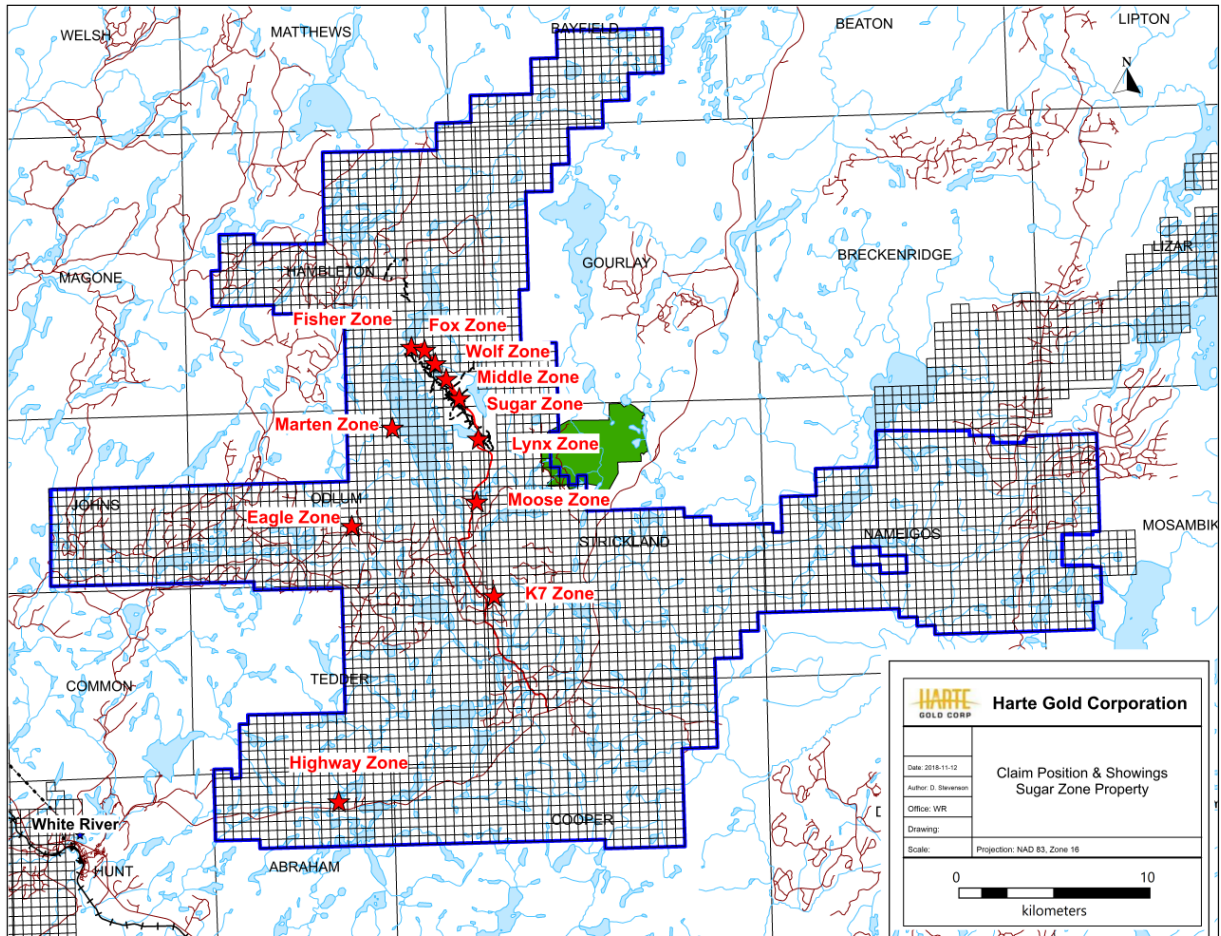 WELSH
MATTHEWS
BAYFIELD
BEATON
LIPTON
N
MAGONE
HAMBLETON
GOURLAY
BRECKENRIDGE
LIZAR
Fisher Zone
Fox Zone
Wolf Zone
Middle Zone
Sugar Zone
Marten Zone
Lynx Zone
JOHNS
ODLUM
Moose Zone
Eagle Zone
STRICKLAND
NAMEIGOS
MOSAMBIK
K7 Zone
COMMON
TEDDER
Highway Zone
White River
COOPER
HUNT
ABRAHAM
HARTE
GOLD CORP
Harte Gold Corporation
Date: 2018-11-12
Author: D. Stevenson
Office: WR
Drawing:
Scale:
Claim Position & Showings
Sugar Zone Property
Projection: NAD 83, Zone 16
0 10
kilometers